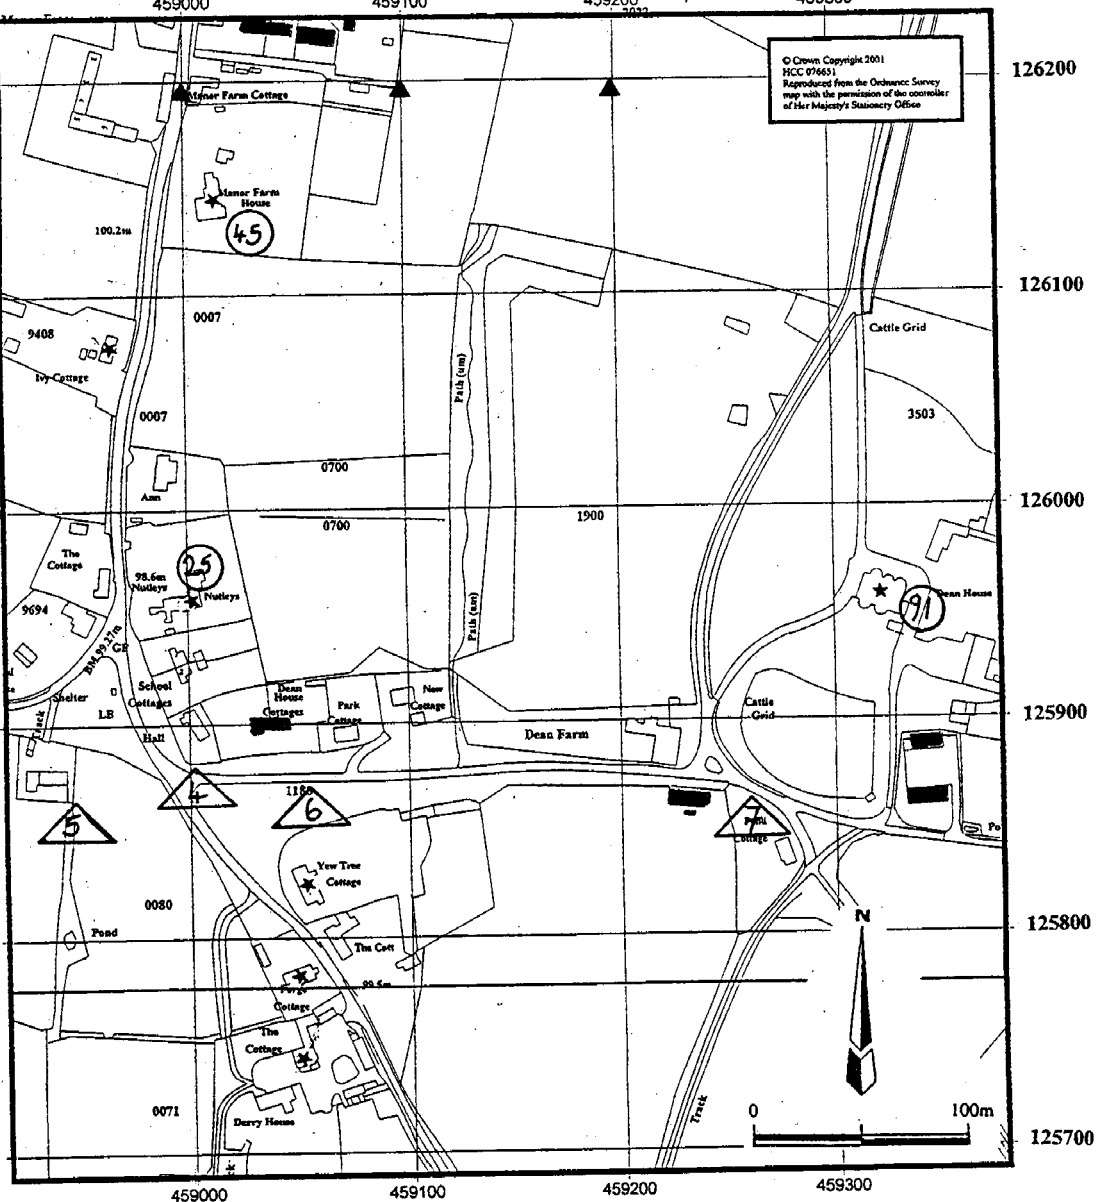 459000
459100
459200
© Crown Copyright 2001
HCC 076651
Reproduced from the Ordnance Survey
map with the permission of the controller
of Her Majesty's Stationery Office
126200
Manor Farm Cottage
Manor Farm
House
45
100.2m
126100
0007
Cattle Grid
9408
Ivy Cottage
Path (um)
0007
3503
0700
Ann
126000
0700
1900
The
Cottage
25
98.6m
Nutleys
Nutleys
9694
Dean House
91
Path (um)
BM 99.27m
GP
School
Cottages
Shelter
LB
Track
Hall
Dean
House
Cottages
Park
Cottage
New
Cottage
Cattle
Grid
125900
Dean Farm
4
5
6
7
Cottage
Po
Yew Tree
Cottage
0080
Pond
N
125800
The Cott
99.5m
Forge
Cottage
The
Cottage
0071
Derry House
Track
0
100m
125700
459000
459100
459200
459300